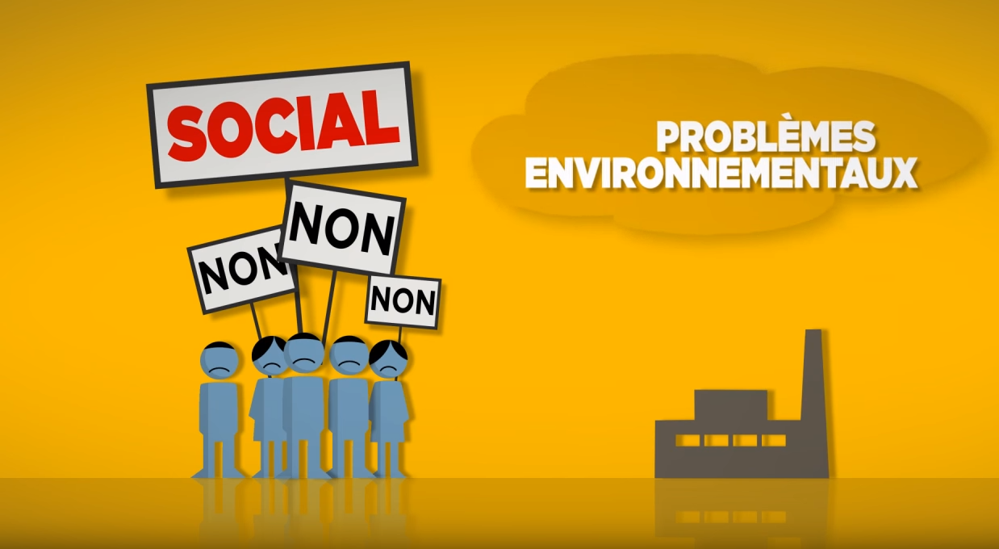 SOCIAL
NON
NON
NON
PROBLÈMES
ENVIRONNEMENTAUX